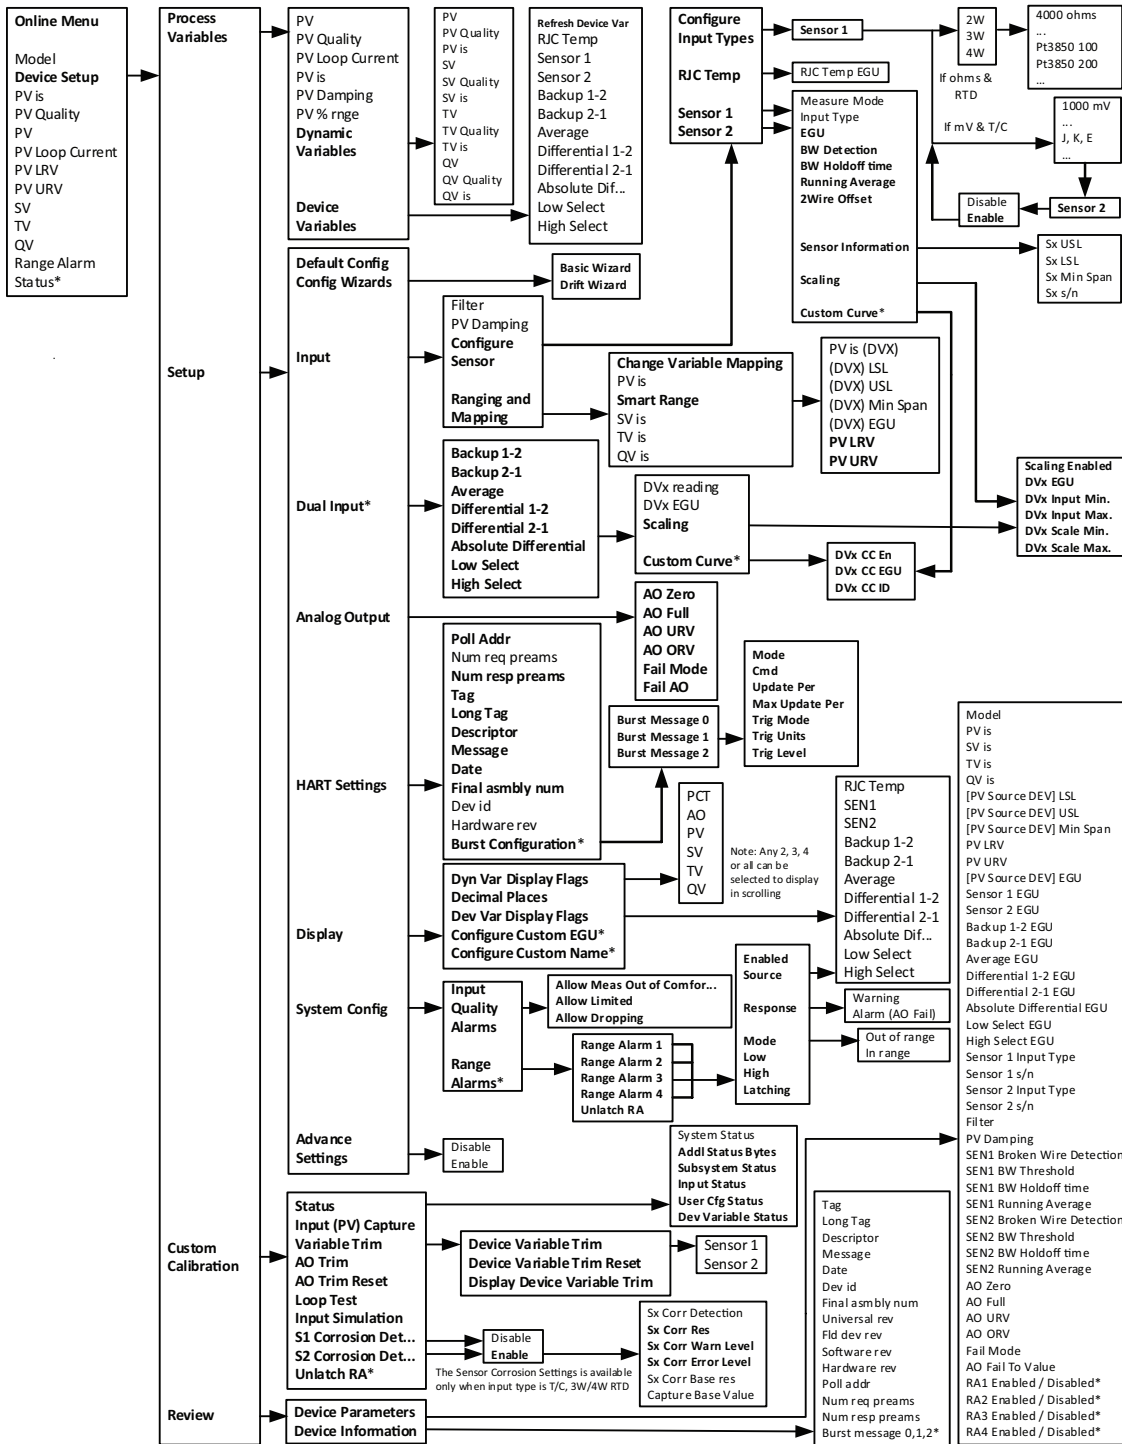 Online Menu
Model
Device Setup
PV is
PV Quality
PV
PV Loop Current
PV LRV
PV URV
SV
TV
QV
Range Alarm
Status*
Process
Variables
Setup
Custom
Calibration
Review
PV
PV Quality
PV Loop Current
PV is
PV Damping
PV % rnge
Dynamic
Variables
Device
Variables
PV
PV Quality
PV is
SV
SV Quality
SV is
TV
TV Quality
TV is
QV
QV Quality
QV is
Refresh Device Var
RJC Temp
Sensor 1
Sensor 2
Backup 1-2
Backup 2-1
Average
Differential 1-2
Differential 2-1
Absolute Dif...
Low Select
High Select
Configure
Input Types
RJC Temp
Sensor 1
Sensor 2
Sensor 1
RJC Temp EGU
2W
3W
4W
4000 ohms
...
Pt3850 100
Pt3850 200
...
If ohms &
RTD
If mV & T/C
1000 mV
...
J, K, E
...
Sensor 2
Disable
Enable
Measure Mode
Input Type
EGU
BW Detection
BW Holdoff time
Running Average
2Wire Offset
Sensor Information
Scaling
Custom Curve*
Sx USL
Sx LSL
Sx Min Span
Sx s/n
Default Config
Config Wizards
Input
Dual Input*
Analog Output
HART Settings
Display
System Config
Advance
Settings
Basic Wizard
Drift Wizard
Filter
PV Damping
Configure
Sensor
Ranging and
Mapping
Change Variable Mapping
PV is
Smart Range
SV is
TV is
QV is
PV is (DVX)
(DVX) LSL
(DVX) USL
(DVX) Min Span
(DVX) EGU
PV LRV
PV URV
Backup 1-2
Backup 2-1
Average
Differential 1-2
Differential 2-1
Absolute Differential
Low Select
High Select
DVx reading
DVx EGU
Scaling
Custom Curve*
Scaling Enabled
DVx EGU
DVx Input Min.
DVx Input Max.
DVx Scale Min.
DVx Scale Max.
DVx CC En
DVx CC EGU
DVx CC ID
AO Zero
AO Full
AO URV
AO ORV
Fail Mode
Fail AO
Poll Addr
Num req preams
Num resp preams
Tag
Long Tag
Descriptor
Message
Date
Final asmbly num
Dev id
Hardware rev
Burst Configuration*
Burst Message 0
Burst Message 1
Burst Message 2
Mode
Cmd
Update Per
Max Update Per
Trig Mode
Trig Units
Trig Level
Dyn Var Display Flags
Decimal Places
Dev Var Display Flags
Configure Custom EGU*
Configure Custom Name*
PCT
AO
PV
SV
TV
QV
Note: Any 2, 3, 4
or all can be
selected to display
in scrolling
RJC Temp
SEN1
SEN2
Backup 1-2
Backup 2-1
Average
Differential 1-2
Differential 2-1
Absolute Dif...
Low Select
High Select
Input
Quality
Alarms
Range
Alarms*
Allow Meas Out of Comfor...
Allow Limited
Allow Dropping
Range Alarm 1
Range Alarm 2
Range Alarm 3
Range Alarm 4
Unlatch RA
Enabled
Source
Response
Mode
Low
High
Latching
Warning
Alarm (AO Fail)
Out of range
In range
Disable
Enable
Status
Input (PV) Capture
Variable Trim
AO Trim
AO Trim Reset
Loop Test
Input Simulation
S1 Corrosion Det...
S2 Corrosion Det...
Unlatch RA*
System Status
Addl Status Bytes
Subsystem Status
Input Status
User Cfg Status
Dev Variable Status
Device Variable Trim
Device Variable Trim Reset
Display Device Variable Trim
Sensor 1
Sensor 2
Disable
Enable
The Sensor Corrosion Settings is available
only when input type is T/C, 3W/4W RTD
Sx Corr Detection
Sx Corr Res
Sx Corr Warn Level
Sx Corr Error Level
Sx Corr Base res
Capture Base Value
Device Parameters
Device Information
Tag
Long Tag
Descriptor
Message
Date
Dev id
Final asmbly num
Universal rev
Fld dev rev
Software rev
Hardware rev
Poll addr
Num req preams
Num resp preams
Burst message 0,1,2*
Model
PV is
SV is
TV is
QV is
[PV Source DEV] LSL
[PV Source DEV] USL
[PV Source DEV] Min Span
PV LRV
PV URV
[PV Source DEV] EGU
Sensor 1 EGU
Sensor 2 EGU
Backup 1-2 EGU
Backup 2-1 EGU
Average EGU
Differential 1-2 EGU
Differential 2-1 EGU
Absolute Differential EGU
Low Select EGU
High Select EGU
Sensor 1 Input Type
Sensor 1 s/n
Sensor 2 Input Type
Sensor 2 s/n
Filter
PV Damping
SEN1 Broken Wire Detection
SEN1 BW Threshold
SEN1 BW Holdoff time
SEN1 Running Average
SEN2 Broken Wire Detection
SEN2 BW Threshold
SEN2 BW Holdoff time
SEN2 Running Average
AO Zero
AO Full
AO URV
AO ORV
Fail Mode
AO Fail To Value
RA1 Enabled / Disabled*
RA2 Enabled / Disabled*
RA3 Enabled / Disabled*
RA4 Enabled / Disabled*